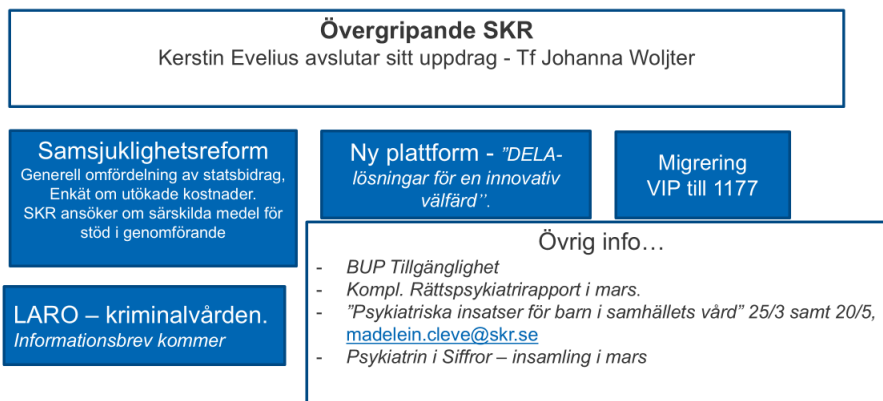 Övergripande SKR
Kerstin Evelius avslutar sitt uppdrag - Tf Johanna Woljter
Samsjuklighetsreform
Generell omfördelning av statsbidrag,
Enkät om utökade kostnader.
SKR ansöker om särskilda medel för
stöd i genomförande
Ny plattform - ”DELA-
lösningar för en innovativ
välfärd”.
Migrering
VIP till 1177
LARO – kriminalvården.
Informationsbrev kommer
Övrig info…
- BUP Tillgänglighet
- Kompl. Rättspsykiatrirapport i mars.
- ”Psykiatriska insatser för barn i samhällets vård” 25/3 samt 20/5,
madelein.cleve@skr.se
- Psykiatrin i Siffror – insamling i mars